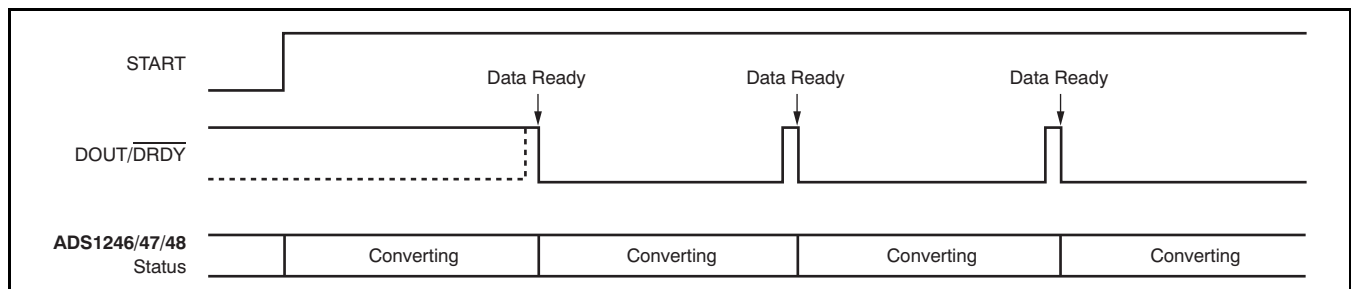 START
Data Ready Data Ready Data Ready
DOUT/DRDY
ADS1246/47/48
Status
Converting Converting Converting Converting